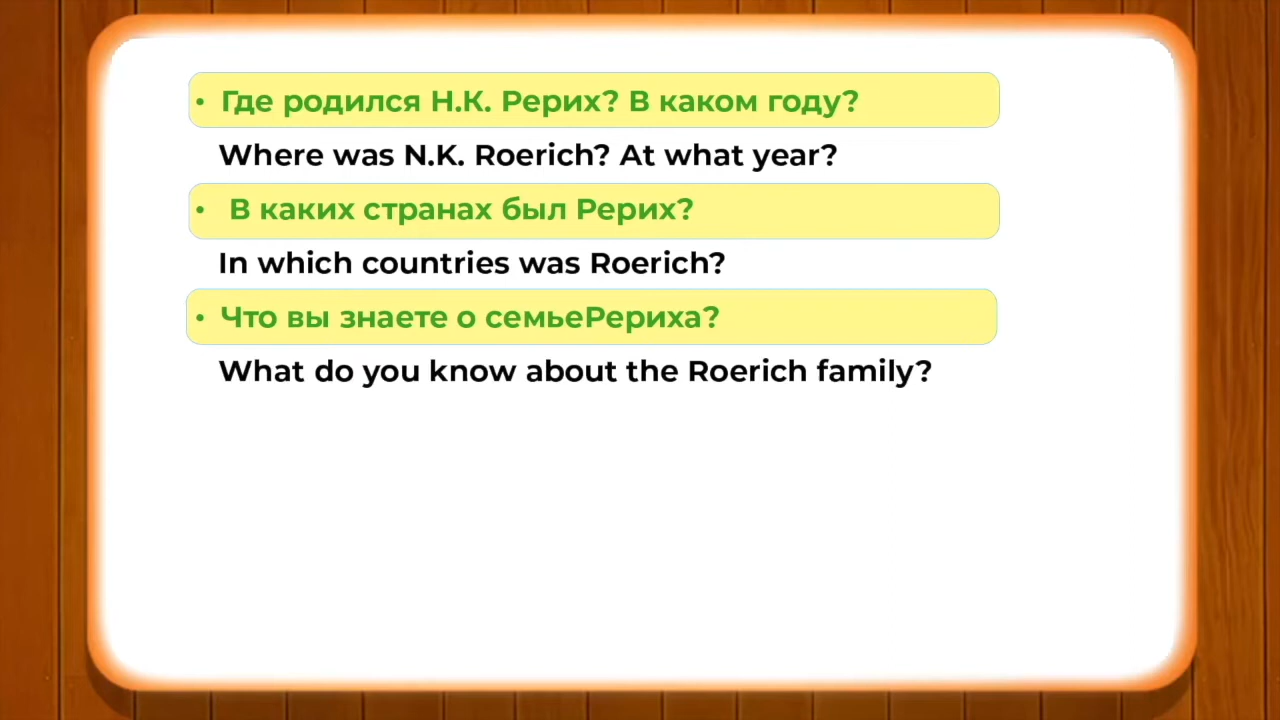 • Где родился Н.К. Рерих? В каком году?
Where was N.K. Roerich? At what year?
• В каких странах был Рерих?
In which countries was Roerich?
• Что вы знаете о семьеРериха?
What do you know about the Roerich family?